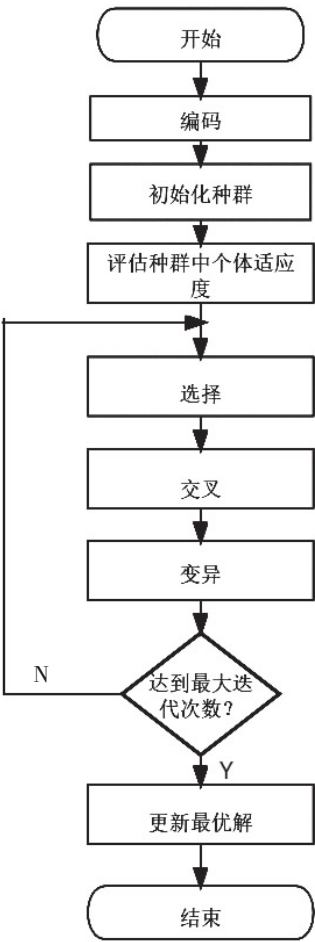 开始
编码
初始化种群
评估种群中个体适应
度
选择
交叉
变异
达到最大迭
代次数?
N
Y
更新最优解
结束